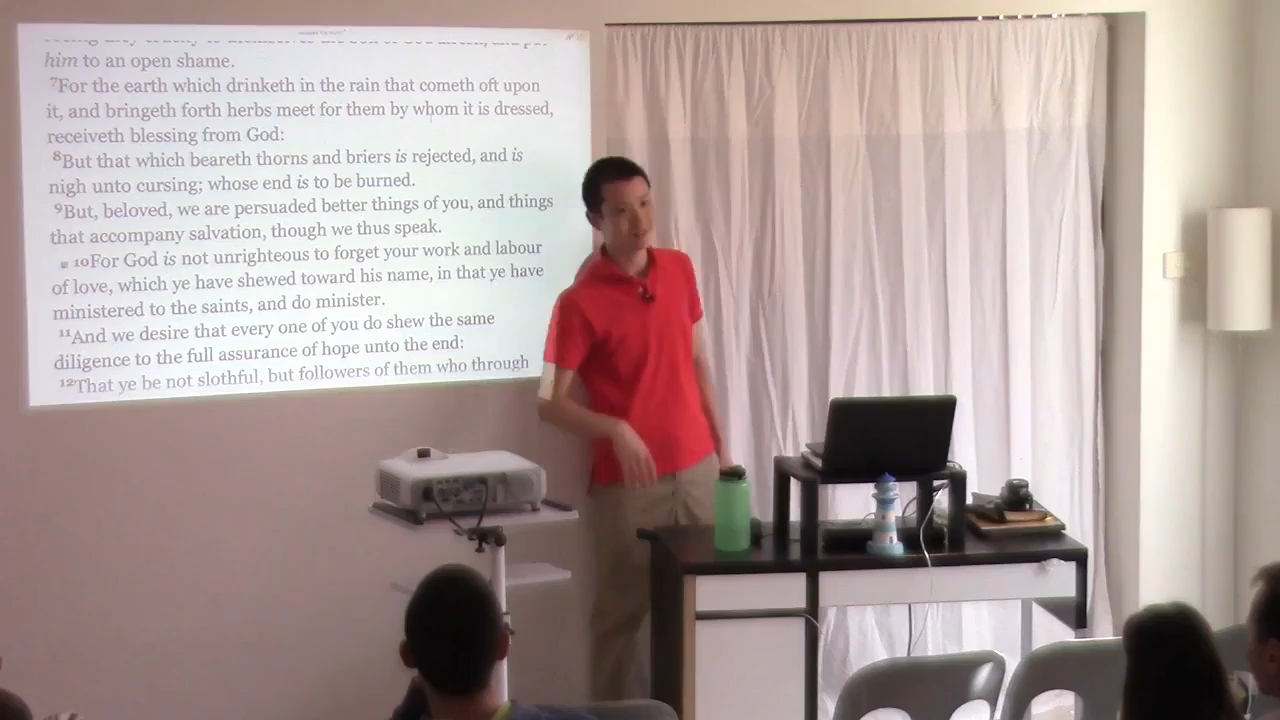 him to an open shame.
7For the earth which drinketh in the rain that cometh oft upon
it, and bringeth forth herbs meet for them by whom it is dressed,
receiveth blessing from God:
8But that which beareth thorns and briers is rejected, and is
nigh unto cursing; whose end is to be burned.
9But, beloved, we are persuaded better things of you, and things
that accompany salvation, though we thus speak.
10For God is not unrighteous to forget your work and labour
of love, which ye have shewed toward his name, in that ye have
ministered to the saints, and do minister.
11And we desire that every one of you do shew the same
diligence to the full assurance of hope unto the end:
12That ye be not slothful, but followers of them who through